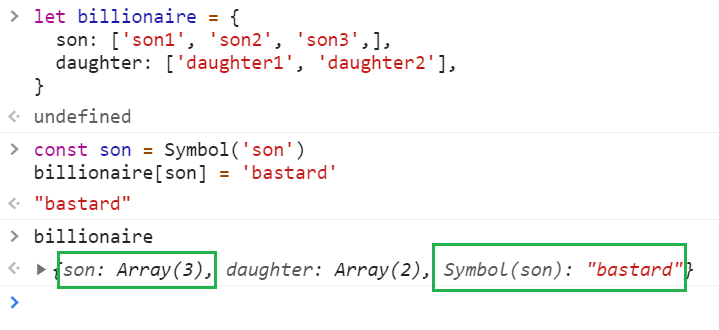 let billionaire = {
son: ['son1', 'son2', 'son3',],
daughter: ['daughter1', 'daughter2'],
}
undefined
const son = Symbol('son')
billionaire[son] = 'bastard'
"bastard"
billionaire
{son: Array(3), daughter: Array(2), Symbol(son): "bastard"}